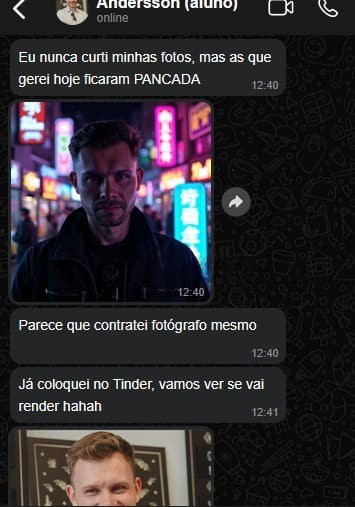 Andersson (aluno)
online
Eu nunca curti minhas fotos, mas as que
gerei hoje ficaram PANCADA
12:40
12:40
Parece que contratei fotógrafo mesmo
12:40
Já coloquei no Tinder, vamos ver se vai
render hahah
12:41